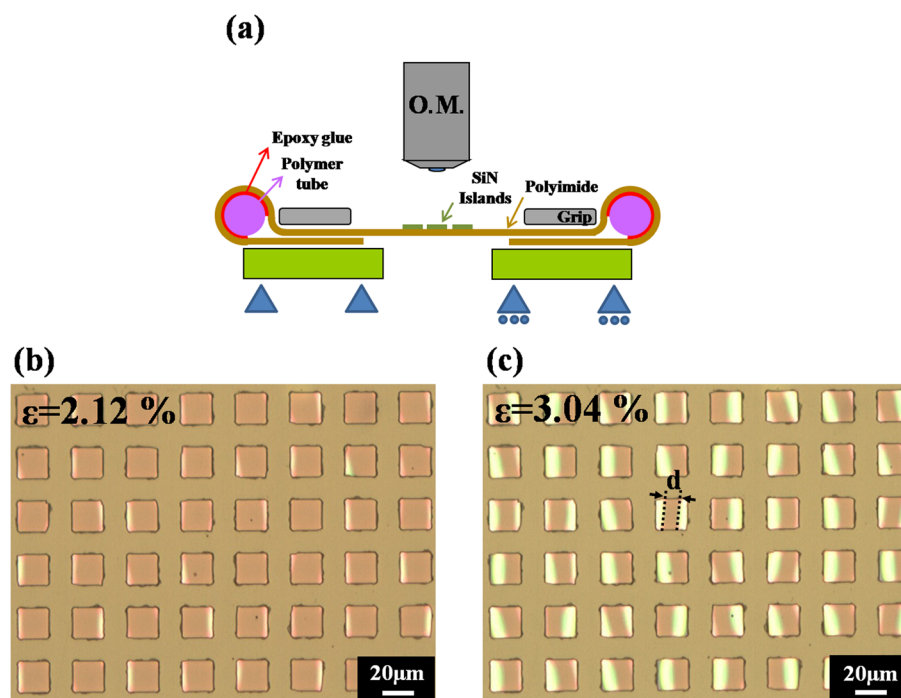 (a)
O.M.
Epoxy glue
Polymer
tube
SiN
Islands
Polyimide
Grip
(b)
(c)
ε=2.12 %
ε=3.04 %
d
20μm
20μm